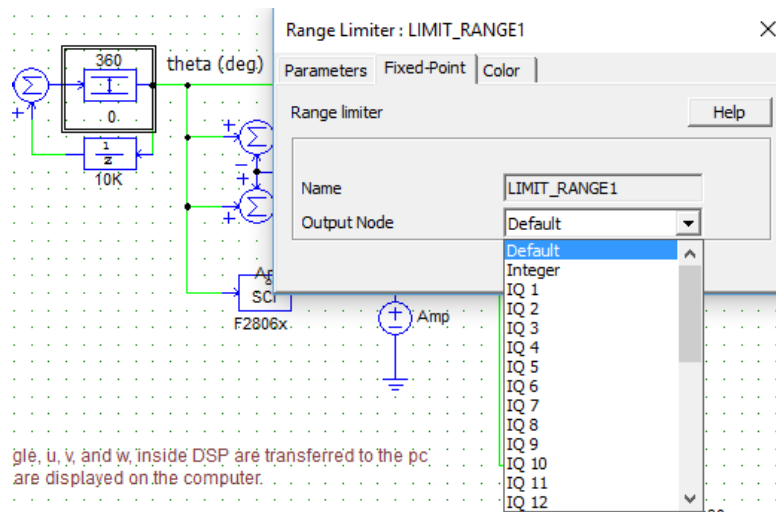 Range Limiter : LIMIT_RANGE1
Parameters
Fixed-Point
Color
Range limiter
Help
Name
LIMIT_RANGE1
Output Node
Default
Default
Integer
IQ 1
IQ 2
IQ 3
IQ 4
IQ 5
IQ 6
IQ 7
IQ 8
IQ 9
IQ 10
IQ 11
IQ 12
360
theta (deg)
0
1
z
10K
SCI
F2806x
Amp
gle, u, v, and w, inside DSP are transferred to the pc
are displayed on the computer.